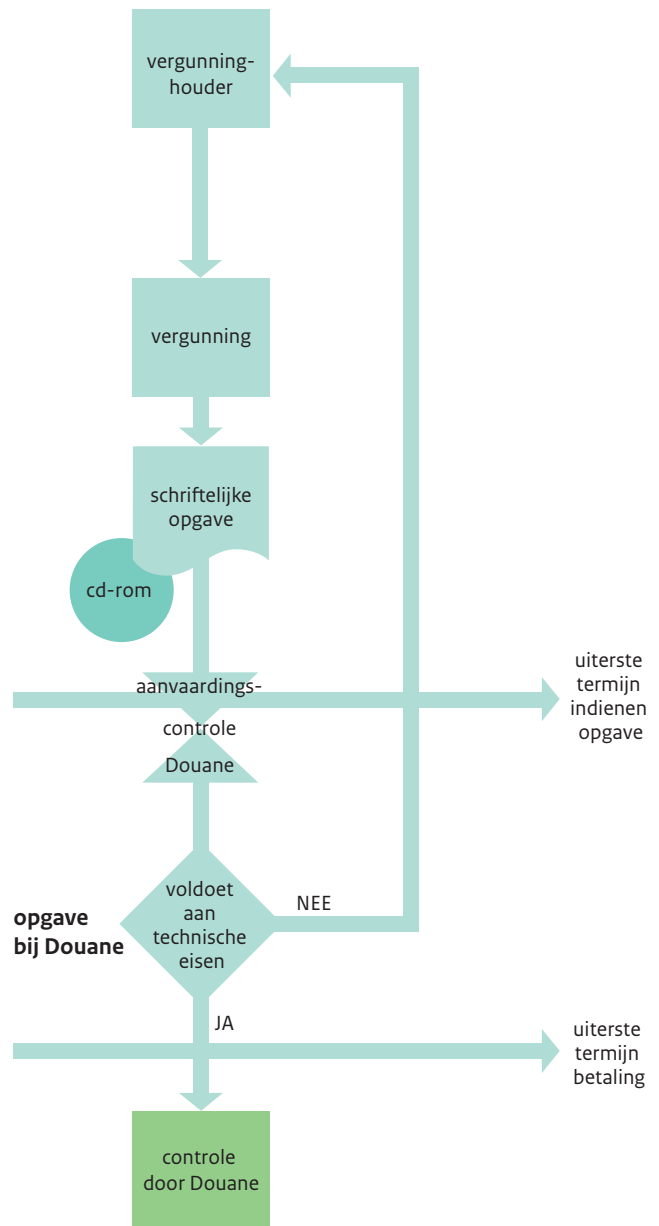 vergunning-
houder
vergunning
schriftelijke
opgave
cd-rom
aanvaardings-
controle
Douane
uiterste
termijn
indienen
opgave
voldoet
aan
technische
eisen
NEE
opgave
bij Douane
JA
uiterste
termijn
betaling
controle
door Douane